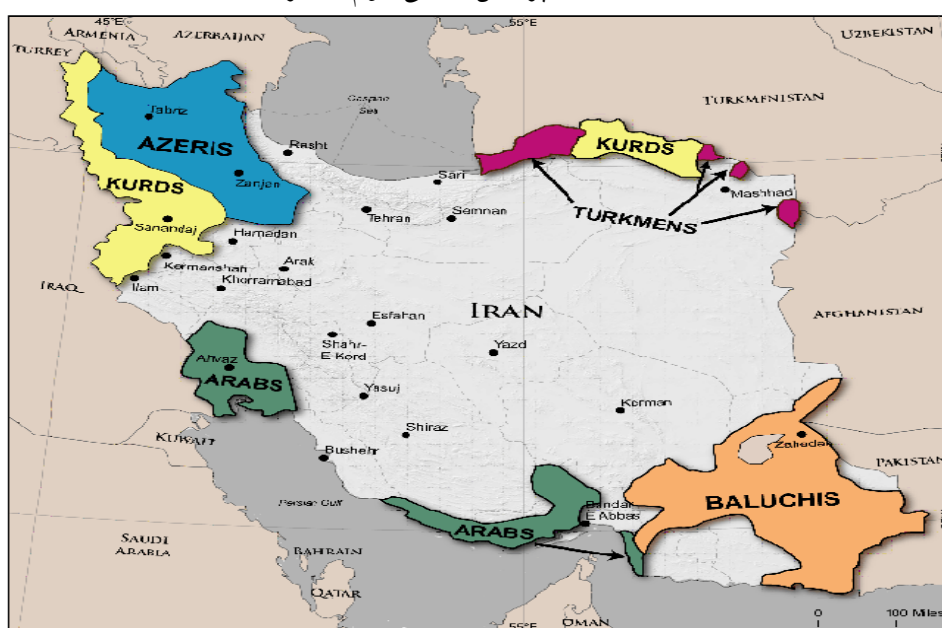 45°E
55°E
ARMENIA
AZERBAIJAN
UZBEKISTAN
TURKEY
Caspian
Sea
TURKMENISTAN
Tabriz
AZERIS
Rasht
KURDS
KURDS
Zanjan
Sari
Mashhad
Tehran
Semnan
TURKMENS
Sanandaj
Hamadan
Kermanshah
Arak
IRAQ
Ilam
Khorramabad
IRAN
AFGHANISTAN
Esfahan
Shahr-
E-Kord
Yazd
Ahvaz
ARABS
Yasuj
Kerman
KUWAIT
Shiraz
Zahedan
Bushehr
PAKISTAN
Persian Gulf
BALUCHIS
Bandar
E Abbas
ARABS
SAUDI
ARABIA
BAHRAIN
QATAR
OMAN
55°E
0 100 Miles